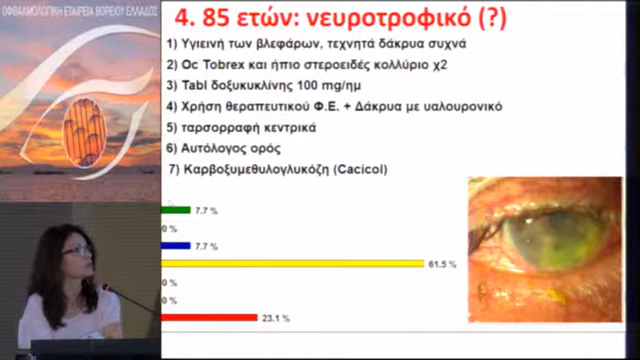 ΟΦΘΑΛΜΟΛΟΓΙΚΗ ΕΤΑΙΡΕΙΑ ΒΟΡΕΙΟΥ ΕΛΛΑΔΟΣ
4. 85 ετών: νευροτροφικό (?)
1) Υγιεινή των βλεφάρων, τεχνητά δάκρυα συχνά
2) Oc Tobrex και ήπιο στεροειδές κολλύριο χ2
3) Tabl δοξυκυκλίνης 100 mg/ημ
4) Χρήση θεραπευτικού Φ.Ε. + Δάκρυα με υαλουρονικό
5) ταρσορραφή κεντρικά
6) Αυτόλογος ορός
7) Καρβοξυμεθυλογλυκόζη (Cacicol)
7.7 %
0 %
7.7 %
61.5 %
0 %
0 %
23.1 %